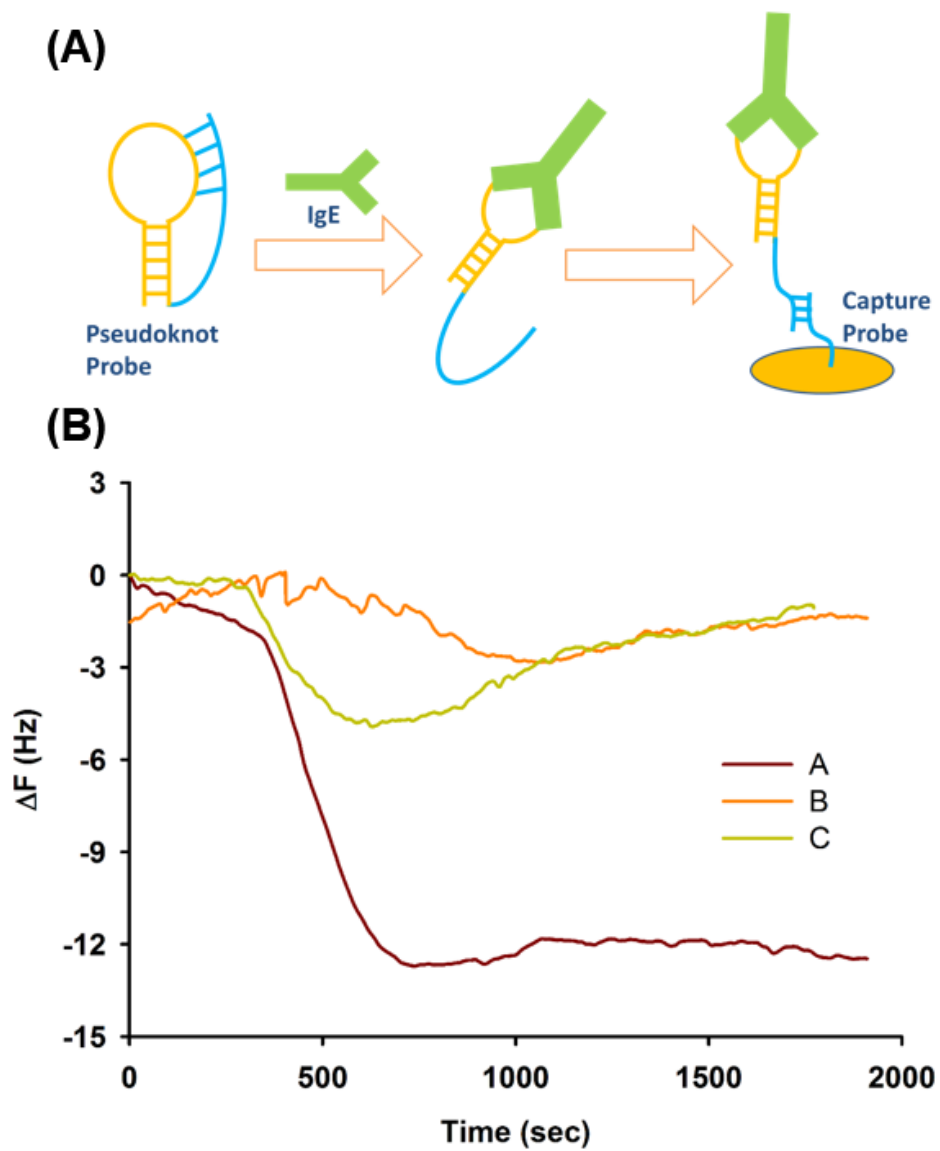 (A)
IgE
Pseudoknot
Probe
Capture
Probe
(B)
3
0
-3
-6
-9
-12
-15
ΔF (Hz)
A
B
C
0
500
1000
1500
2000
Time (sec)